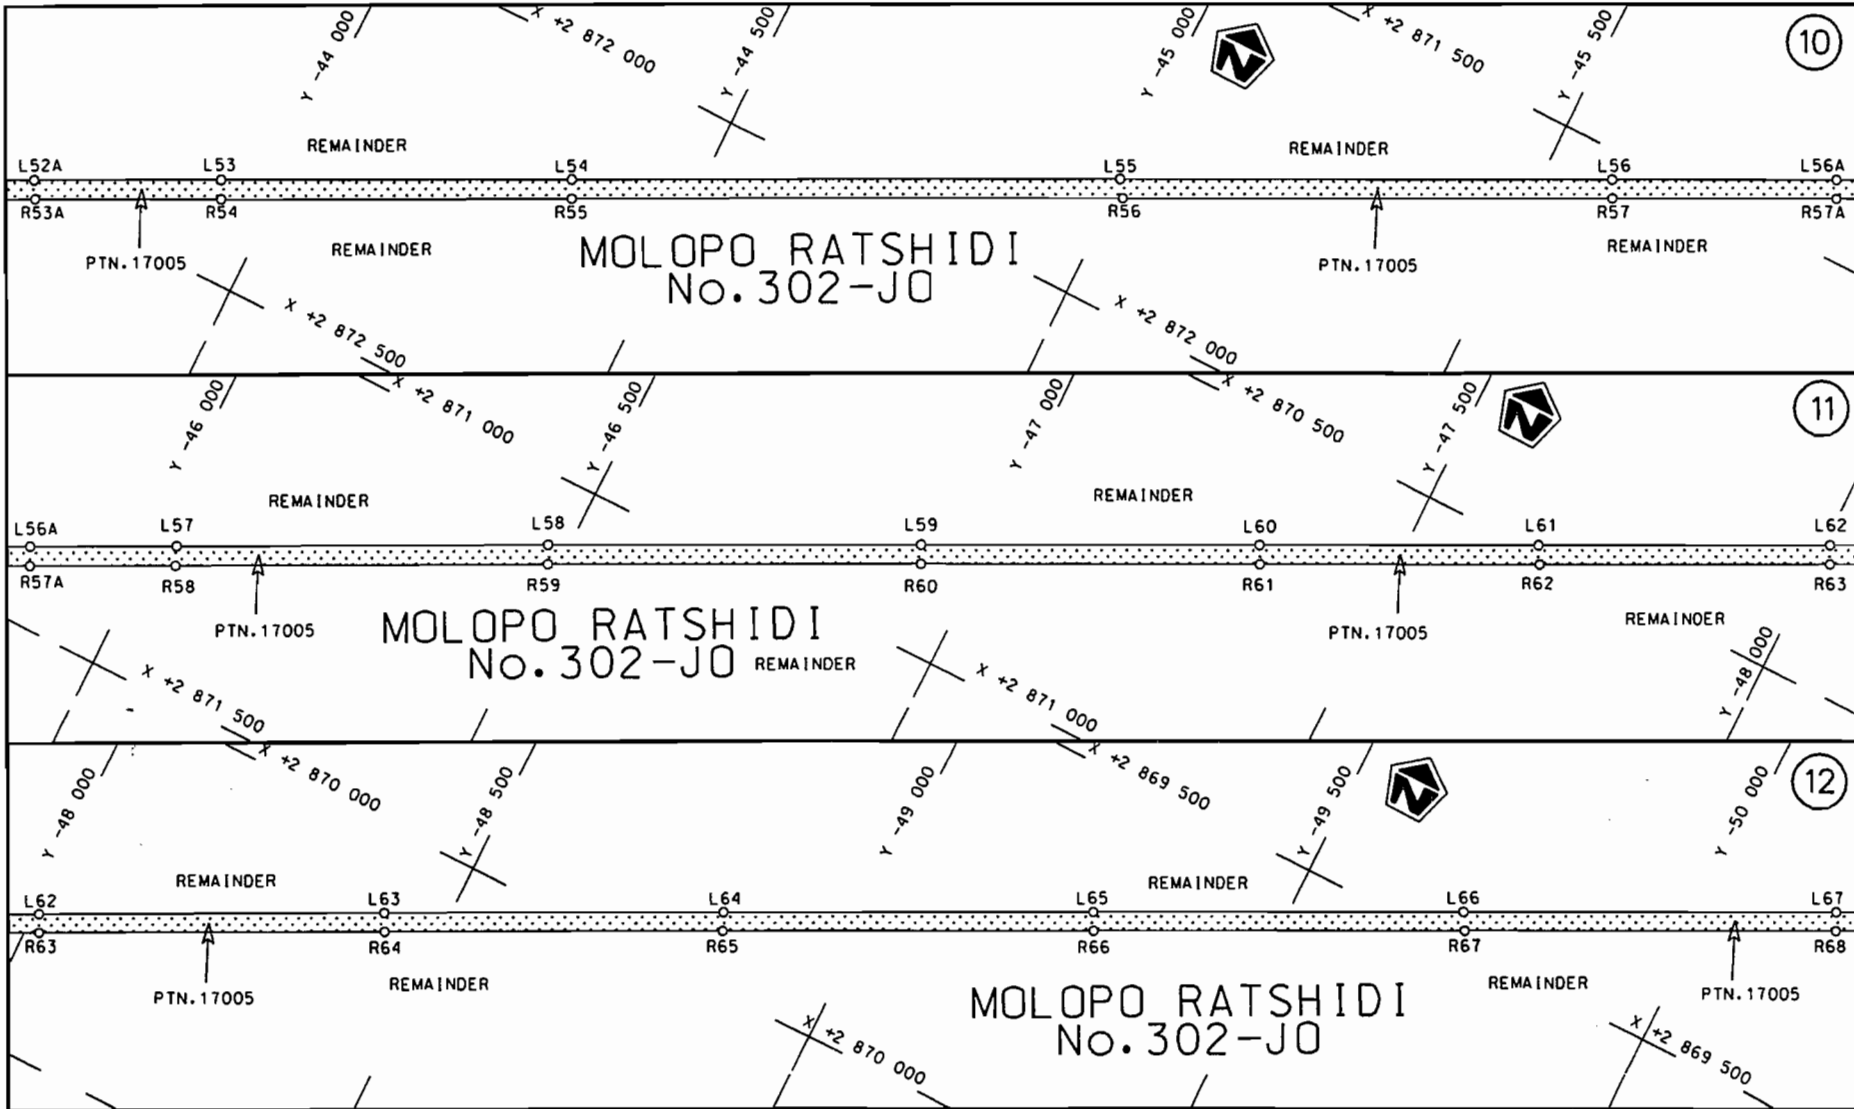 Y -44 000
X +2 872 000
Y -44 500
Y -45 000
N
X +2 871 500
Y -45 500
10
REMAINDER
REMAINDER
L52A
L53
L54
L55
L56
L56A
R53A
R54
R55
R56
R57
R57A
PTN.17005
REMAINDER
MOLOPO RATSHIDI
No.302-JO
PTN.17005
REMAINDER
X +2 872 500
X +2 872 000
Y -46 000
X +2 871 000
Y -46 500
Y -47 000
X +2 870 500
Y -47 500
N
11
REMAINDER
REMAINDER
L56A
L57
L58
L59
L60
L61
L62
R57A
R58
R59
R60
R61
R62
R63
PTN.17005
MOLOPO RATSHIDI
No.302-JO
REMAINDER
PTN.17005
REMAINDER
X +2 871 500
X +2 871 000
Y -48 000
Y -48 000
X +2 870 000
Y -48 500
Y -49 000
X +2 869 500
Y -49 500
N
Y -50 000
12
REMAINDER
REMAINDER
L62
L63
L64
L65
L66
L67
R63
R64
R65
R66
R67
R68
PTN.17005
REMAINDER
MOLOPO RATSHIDI
No.302-JO
REMAINDER
PTN.17005
X +2 870 000
X +2 869 500